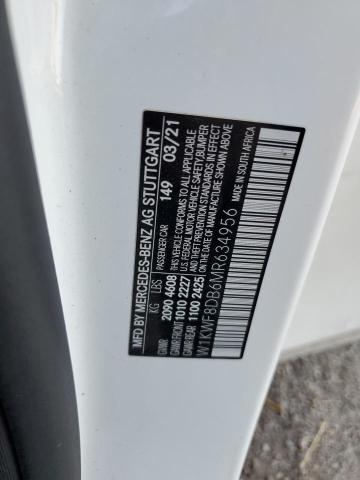 MFD BY MERCEDES-BENZ AG STUTTGART
PASSENGER CAR 149 03/21
KG LBS THIS VEHICLE CONFORMS TO ALL APPLICABLE
GVWR 2090 4608 U.S. FEDERAL MOTOR VEHICLE SAFETY, BUMPER
GAWR FRONT 1010 2227 AND THEFT PREVENTION STANDARDS IN EFFECT
GAWR REAR 1100 2425 ON THE DATE OF MANUFACTURE SHOWN ABOVE
W1KWF8DB6MR634956 MADE IN SOUTH AFRICA